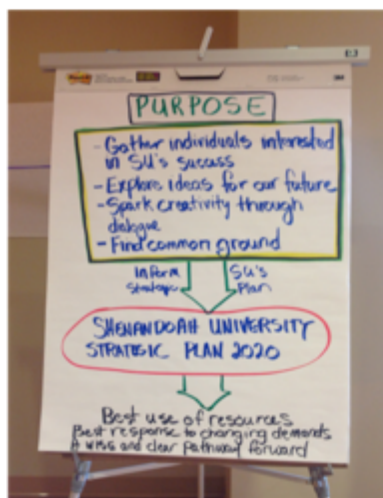 PURPOSE
- Gather individuals interested
in SU's success
- Explore ideas for our future
- Spark creativity through
dialogue
- Find common ground
Inform SU's
Strategic Plan
SHENANDOAH UNIVERSITY
STRATEGIC PLAN 2020
Best use of resources
Best response to changing demands
A wise and clear pathway forward